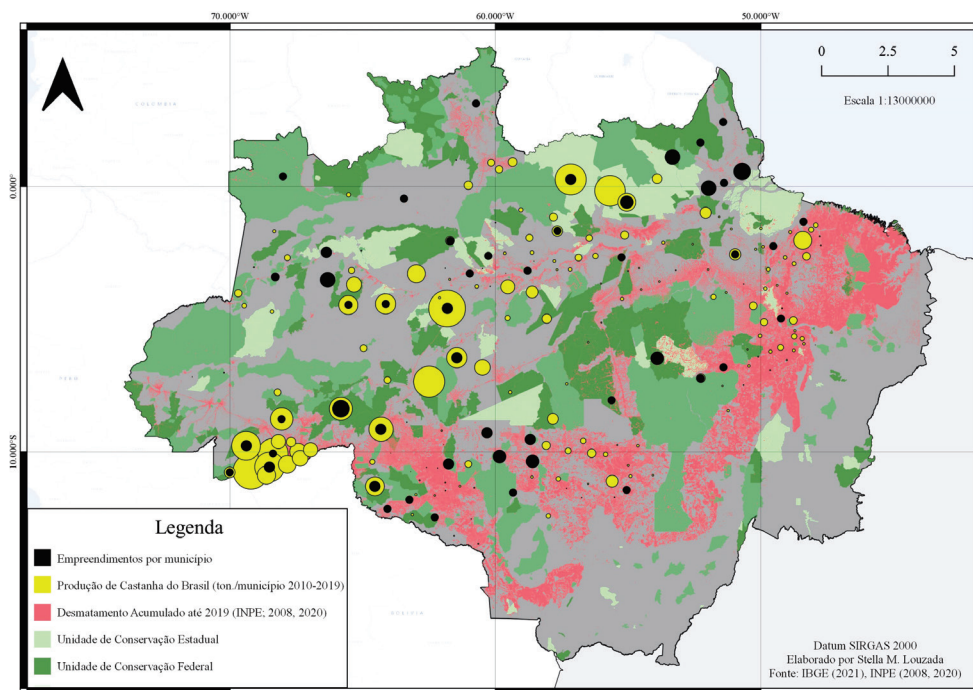 70.000°W 60.000°W 50.000°W
0 2.5 5
Escala 1:13000000
COLOMBIA
0.000°
PERU
10.000°S
BOLIVIA
Legenda
Empreendimentos por município
Produção de Castanha do Brasil (ton./município 2010-2019)
Desmatamento Acumulado até 2019 (INPE; 2008, 2020)
Unidade de Conservação Estadual
Unidade de Conservação Federal
Datum SIRGAS 2000
Elaborado por Stella M. Louzada
Fonte: IBGE (2021), INPE (2008, 2020)